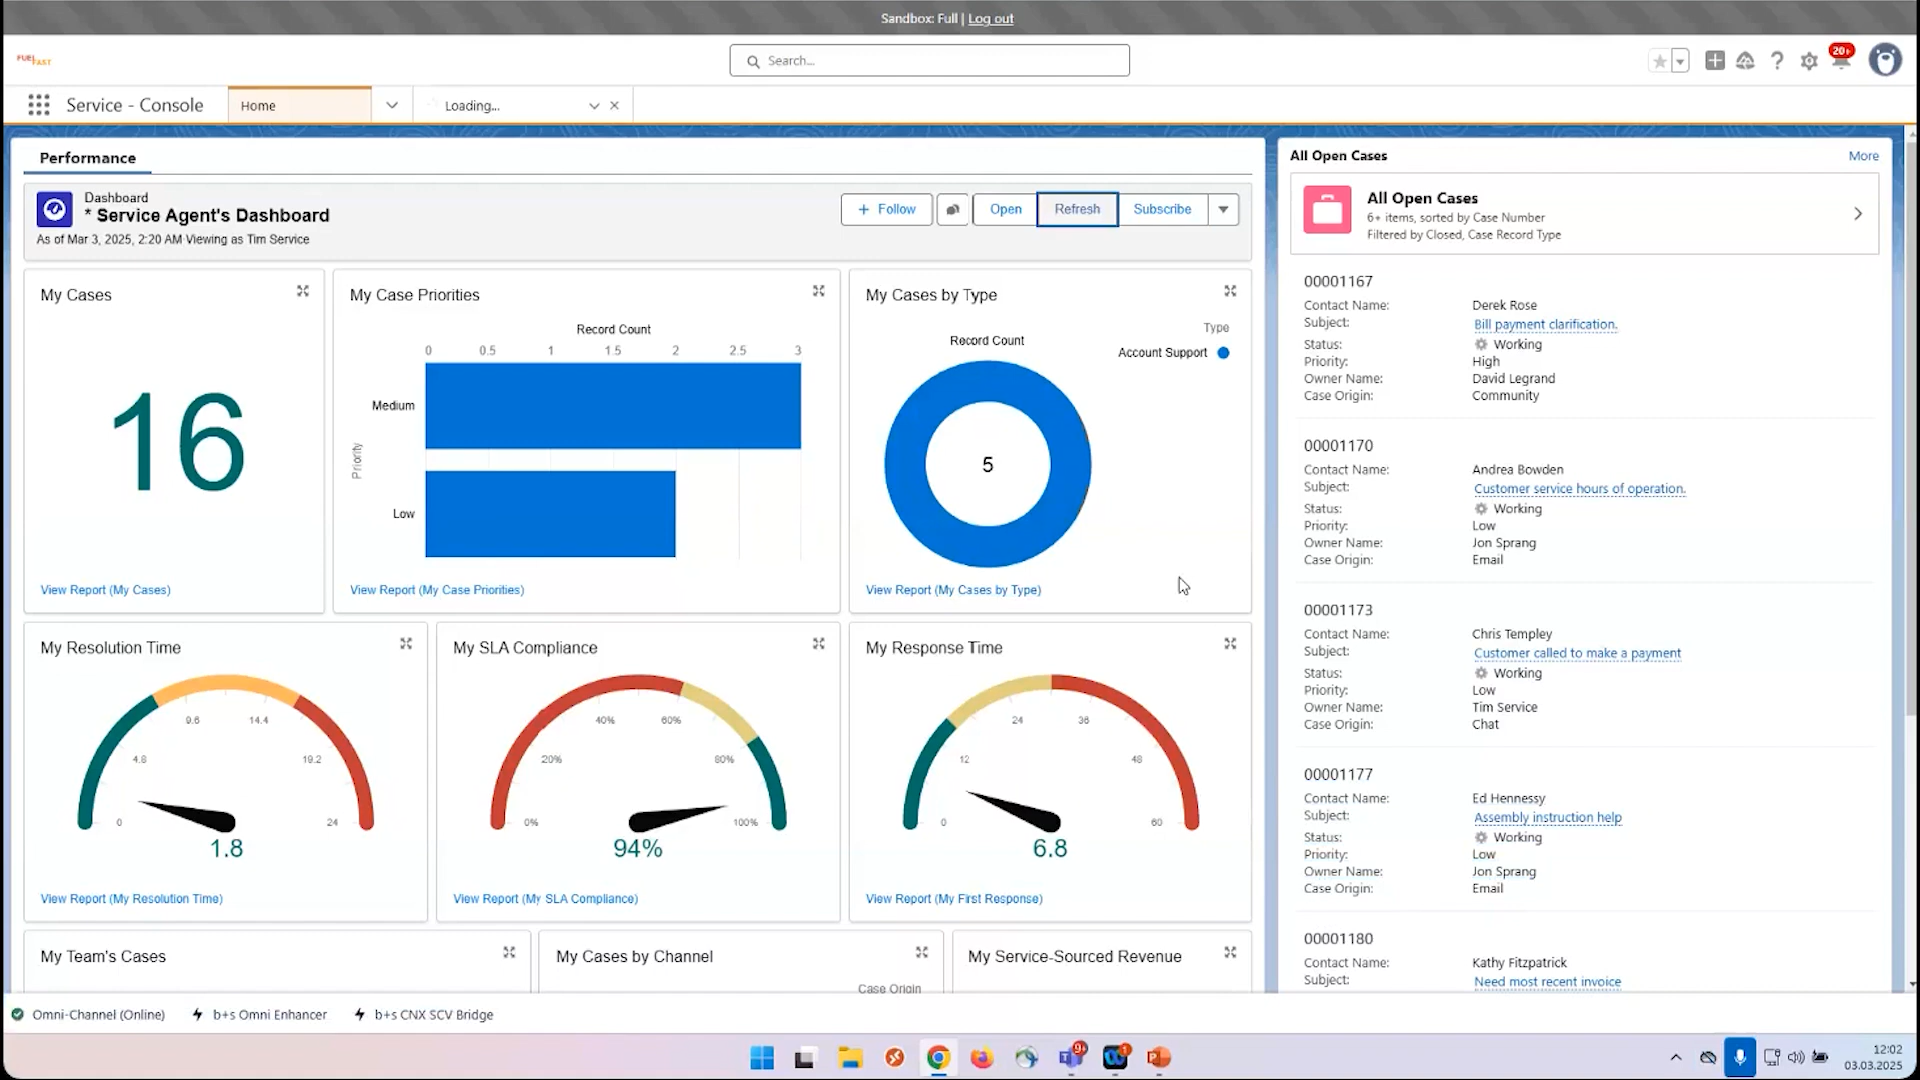 Sandbox: Full | Log out
FUELFAST
Search...
20+
Service - Console
Home
Loading...
Performance
Dashboard
* Service Agent's Dashboard
As of Mar 3, 2025, 2:20 AM Viewing as Tim Service
+ Follow
Open
Refresh
Subscribe
My Cases
16
View Report (My Cases)
My Case Priorities
Record Count
0 0.5 1 1.5 2 2.5 3
Priority
Medium
Low
View Report (My Case Priorities)
My Cases by Type
Record Count
Type
Account Support
5
View Report (My Cases by Type)
My Resolution Time
0 4.8 9.6 14.4 19.2 24
1.8
View Report (My Resolution Time)
My SLA Compliance
0% 20% 40% 60% 80% 100%
94%
View Report (My SLA Compliance)
My Response Time
0 12 24 36 48 60
6.8
View Report (My First Response)
My Team's Cases
My Cases by Channel
Case Origin
My Service-Sourced Revenue
All Open Cases
More
All Open Cases
6+ items, sorted by Case Number
Filtered by Closed, Case Record Type
00001167
Contact Name: Derek Rose
Subject: Bill payment clarification.
Status: Working
Priority: High
Owner Name: David Legrand
Case Origin: Community
00001170
Contact Name: Andrea Bowden
Subject: Customer service hours of operation.
Status: Working
Priority: Low
Owner Name: Jon Sprang
Case Origin: Email
00001173
Contact Name: Chris Templey
Subject: Customer called to make a payment
Status: Working
Priority: Low
Owner Name: Tim Service
Case Origin: Chat
00001177
Contact Name: Ed Hennessy
Subject: Assembly instruction help
Status: Working
Priority: Low
Owner Name: Jon Sprang
Case Origin: Email
00001180
Contact Name: Kathy Fitzpatrick
Subject: Need most recent invoice
Omni-Channel (Online)
b+s Omni Enhancer
b+s CNX SCV Bridge
9+
1
12:02
03.03.2025